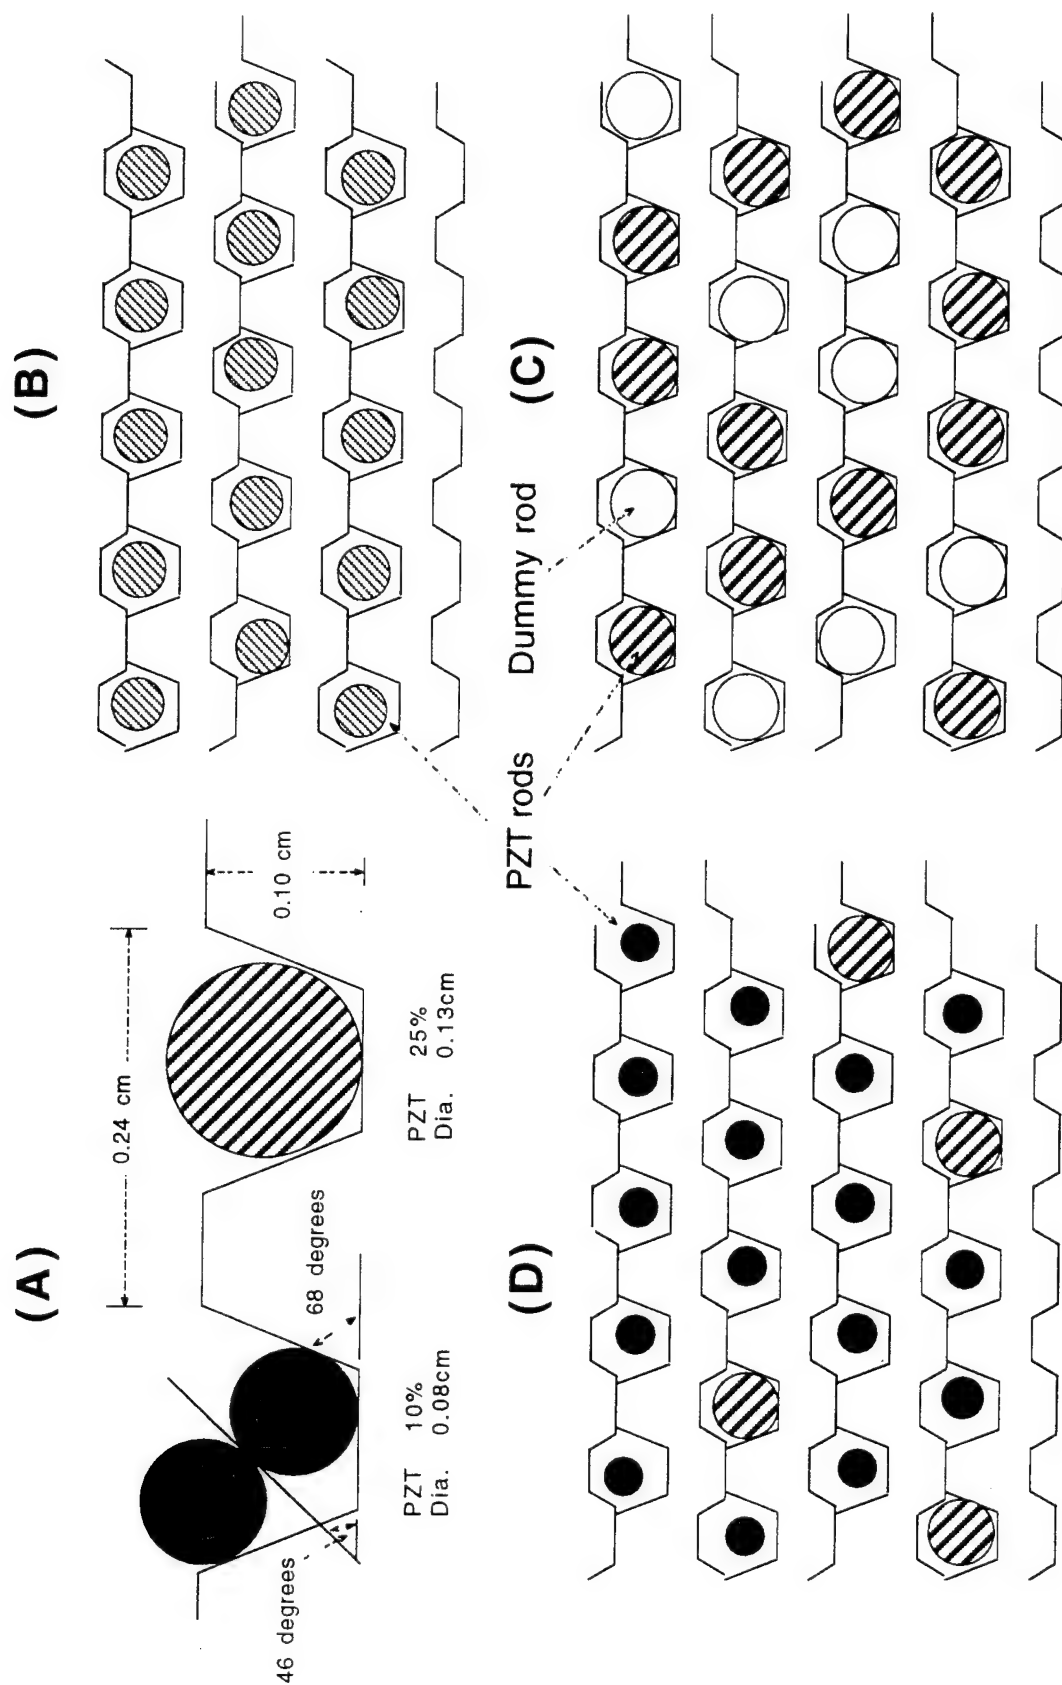 (A)
0.24 cm
0.10 cm
46 degrees
68 degrees
PZT 10%
Dia. 0.08cm
PZT 25%
Dia. 0.13cm
(B)
PZT rods
Dummy rod
(D)
(C)